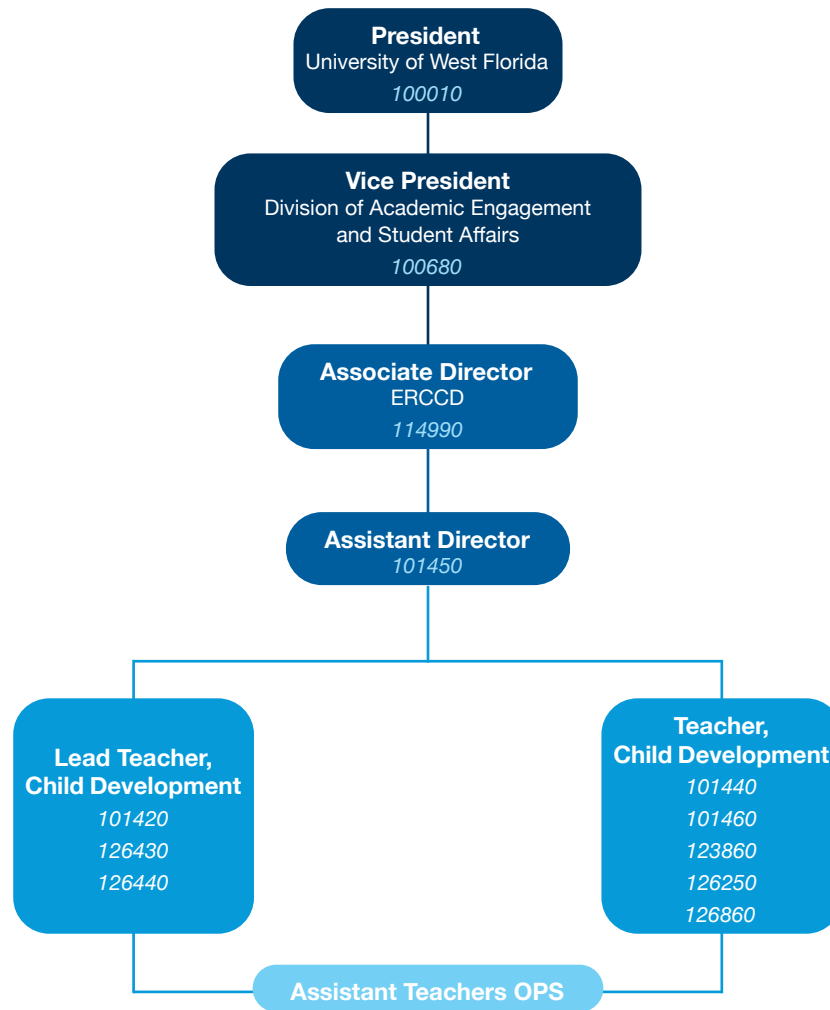 President
University of West Florida
100010
Vice President
Division of Academic Engagement
and Student Affairs
100680
Associate Director
ERCCD
114990
Assistant Director
101450
Lead Teacher,
Child Development
101420
126430
126440
Teacher,
Child Development
101440
101460
123860
126250
126860
Assistant Teachers OPS